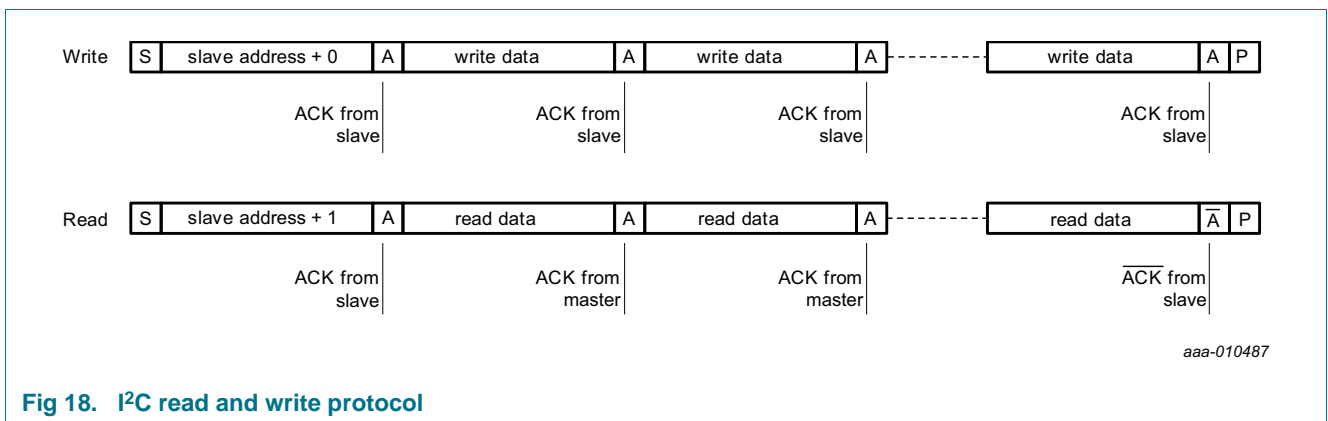 Write S slave address + 0 A write data A write data A write data A P
ACK from ACK from ACK from ACK from
slave slave slave slave
Read S slave address + 1 A read data A read data A read data A̅ P
ACK from ACK from ACK from A̅C̅K̅ from
slave master master slave
aaa-010487
Fig 18. I²C read and write protocol